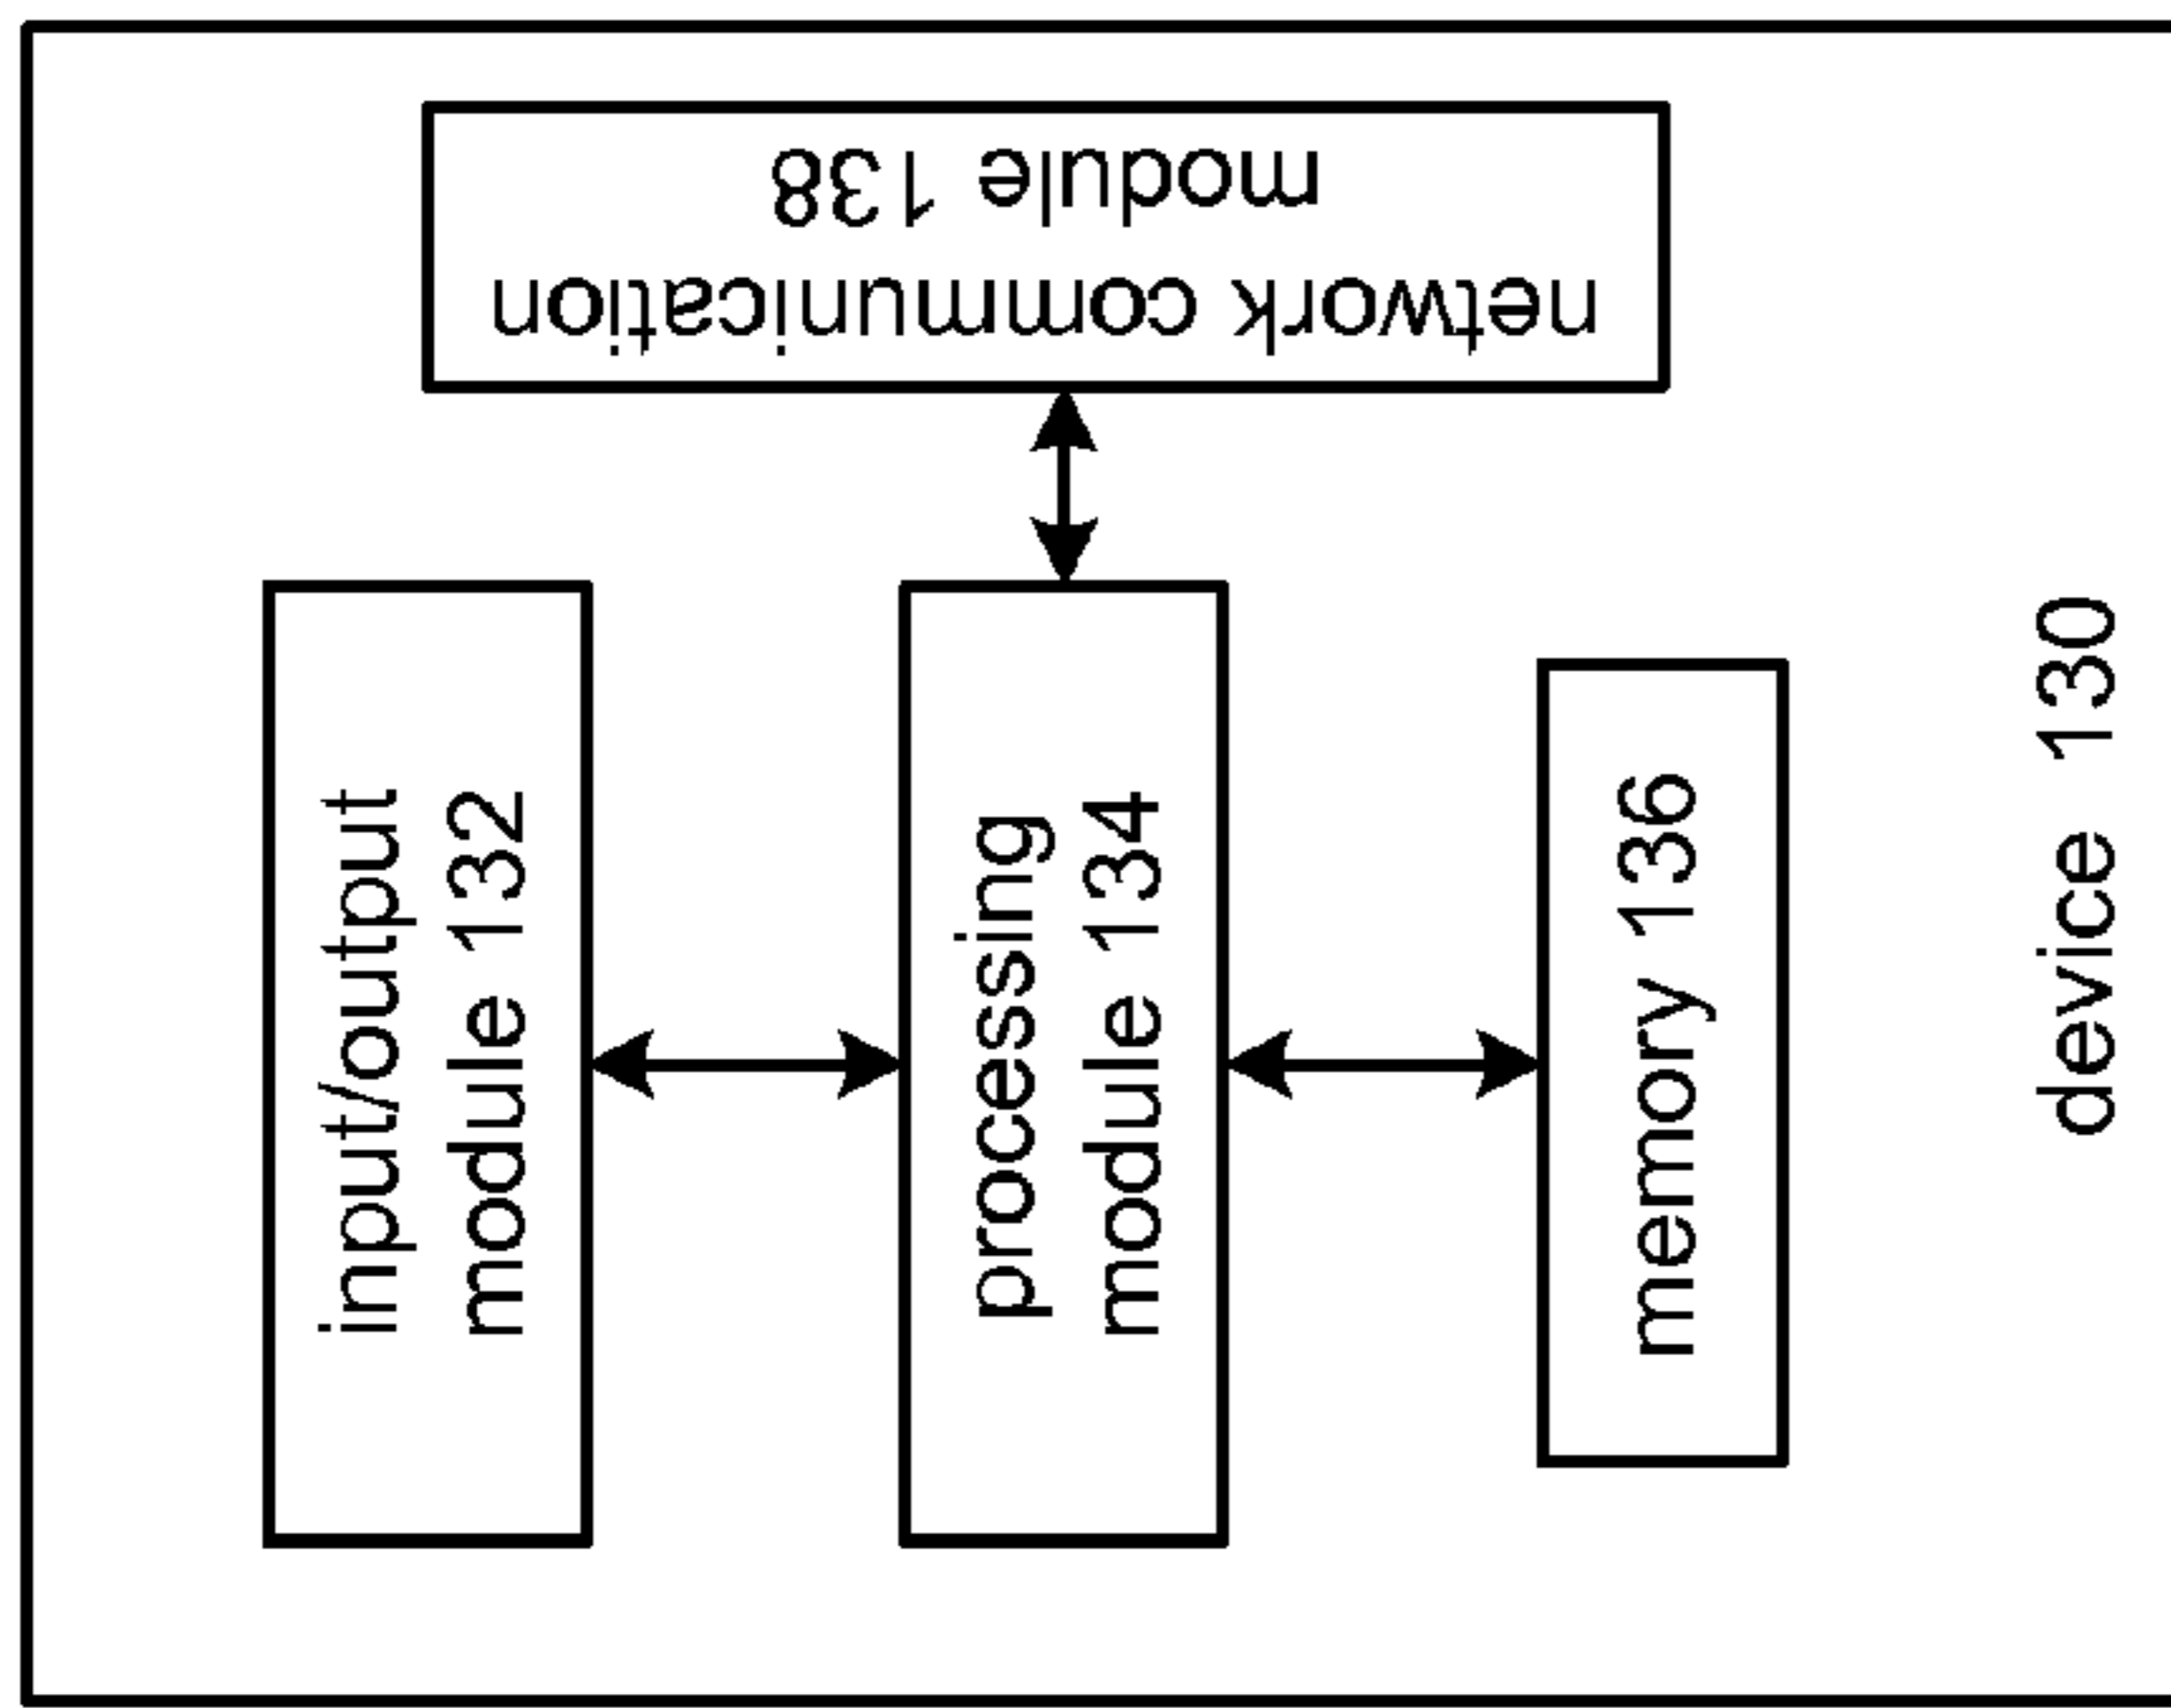 input/output
module 132
processing
module 134
memory 136
network communication
module 138
device 130